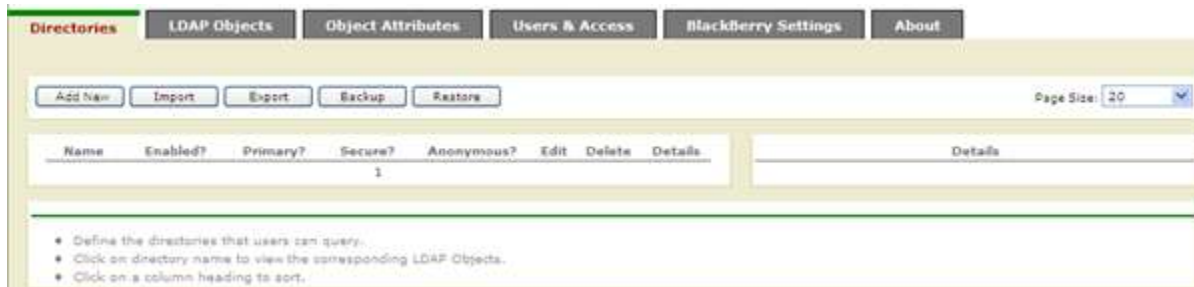 Directories LDAP Objects Object Attributes Users & Access BlackBerry Settings About
Add New Import Export Backup Restore Page Size: 20
Name Enabled? Primary? Secure? Anonymous? Edit Delete Details Details
1
Define the directories that users can query.
Click on directory name to view the corresponding LDAP Objects.
Click on a column heading to sort.